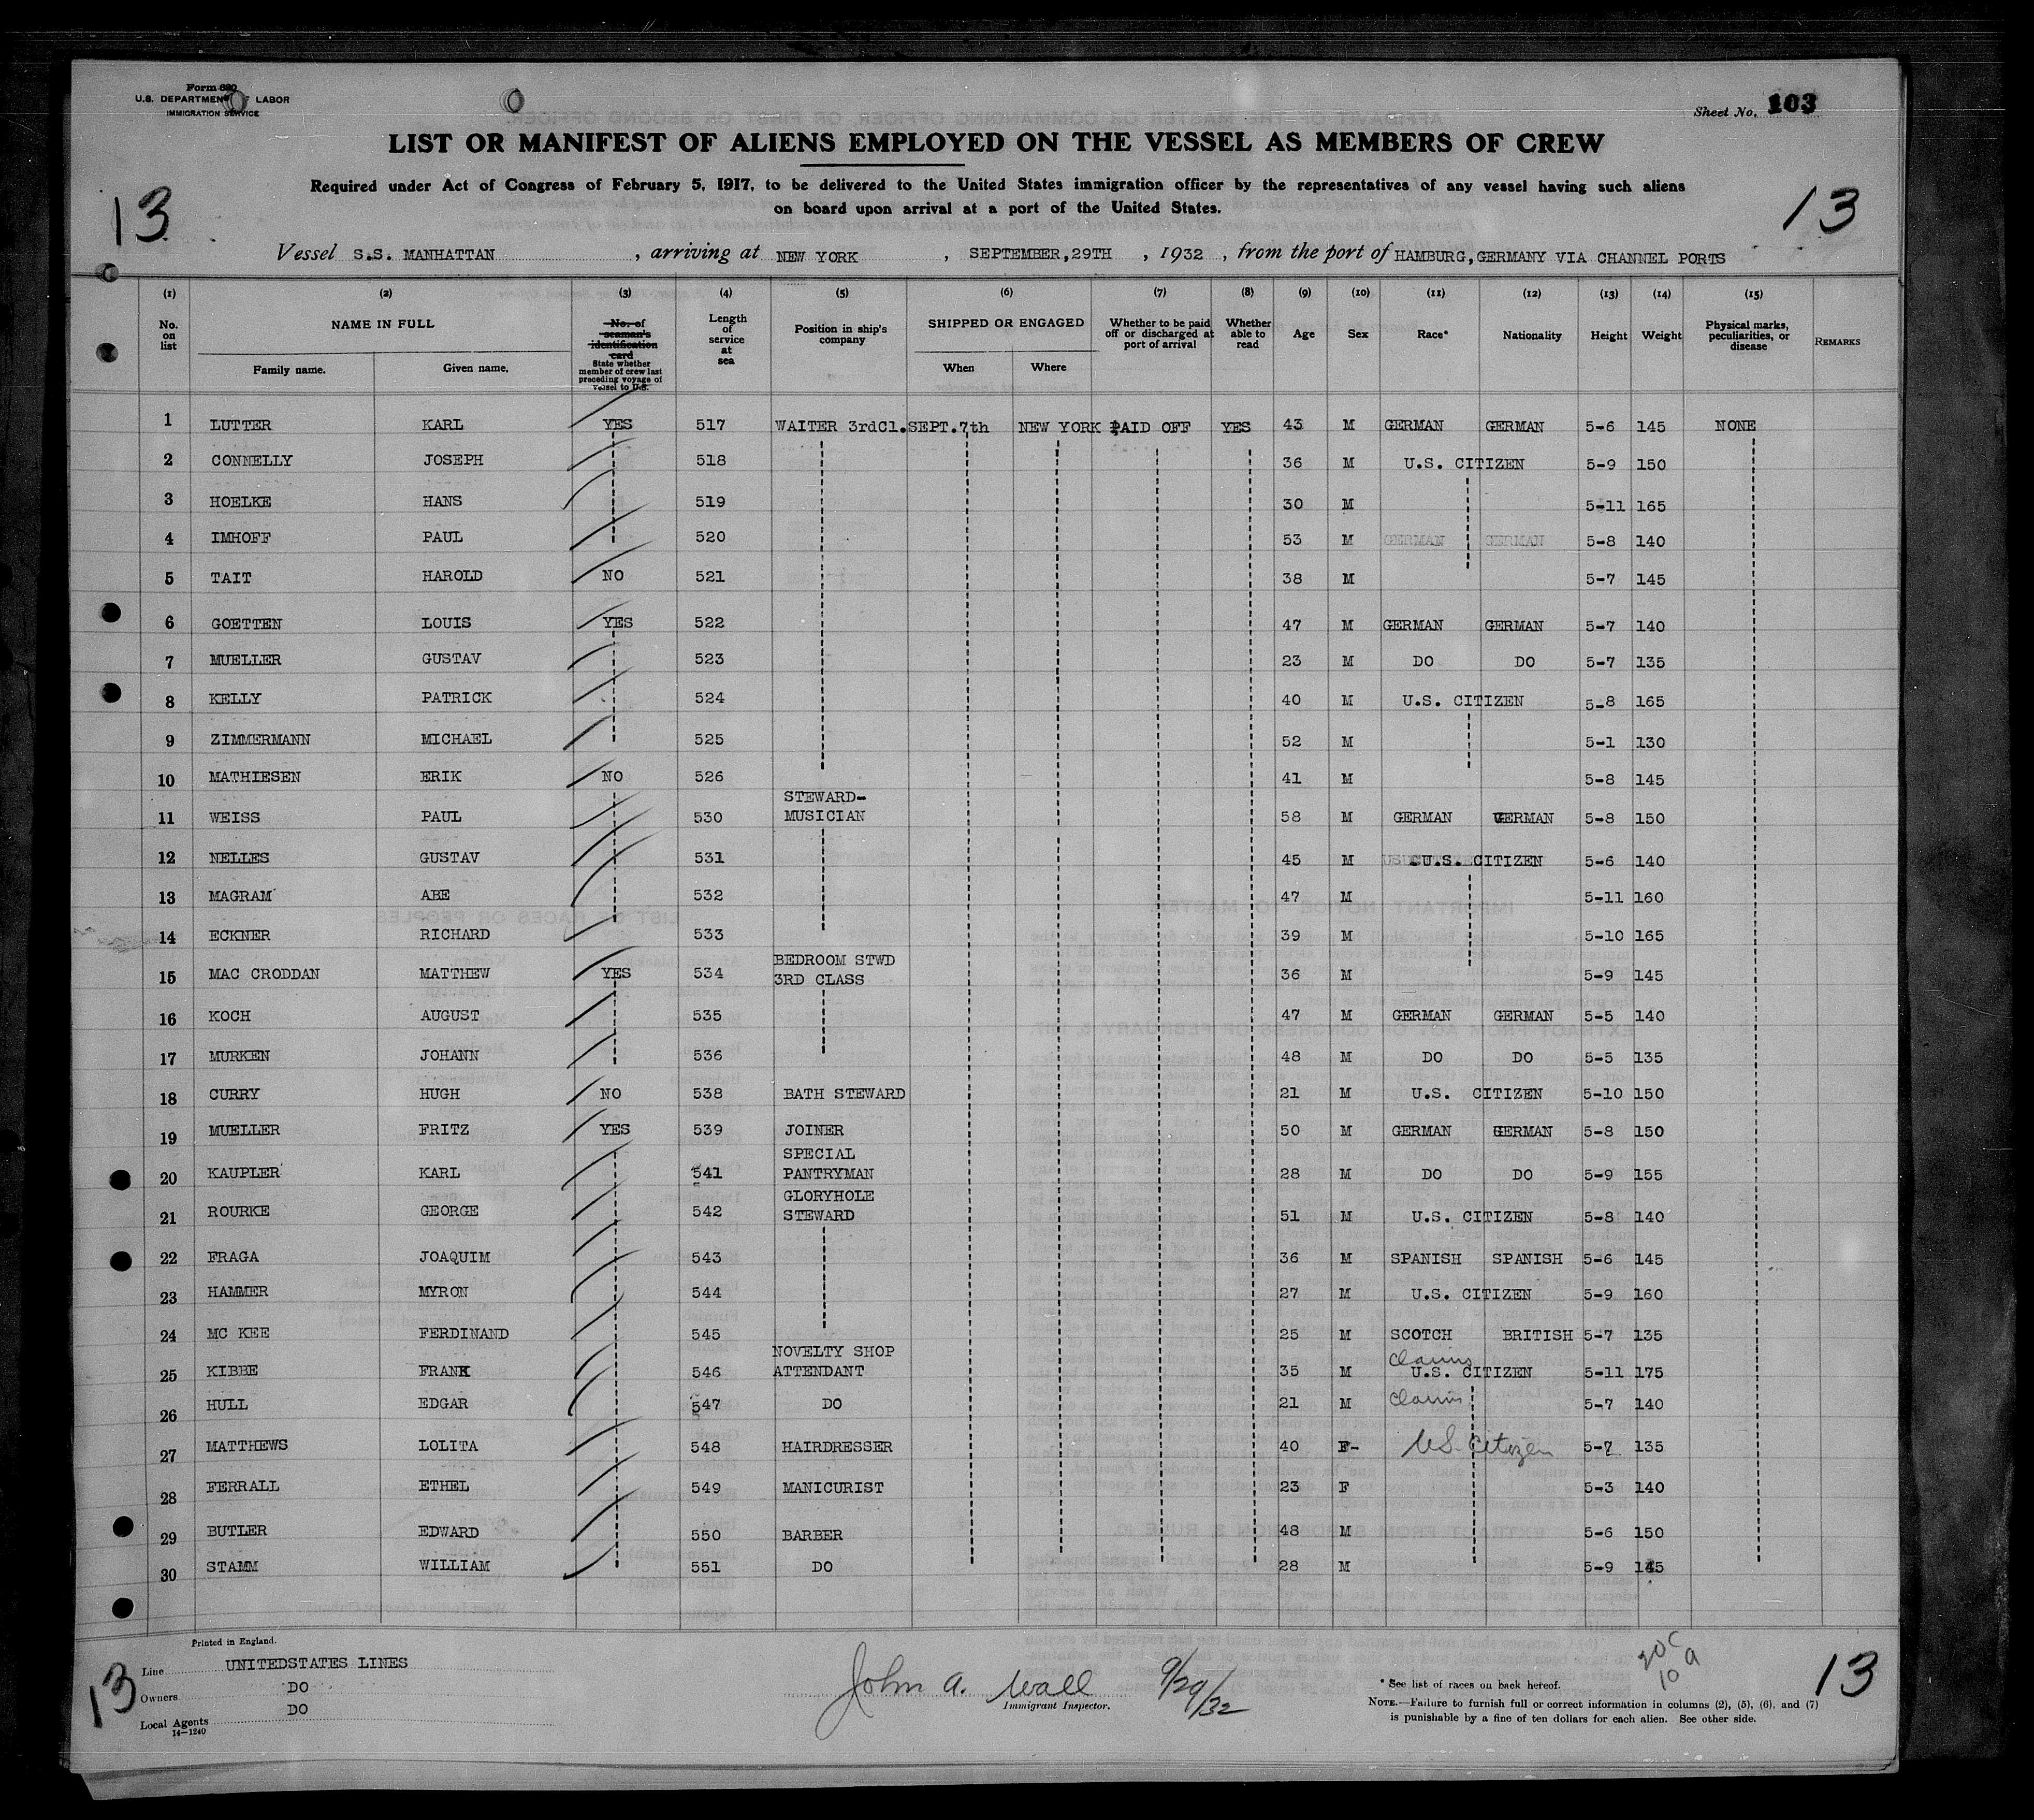 Form 680
U.S. DEPARTMENT OF LABOR
IMMIGRATION SERVICE
Sheet No. 103
LIST OR MANIFEST OF ALIENS EMPLOYED ON THE VESSEL AS MEMBERS OF CREW
Required under Act of Congress of February 5, 1917, to be delivered to the United States immigration officer by the representatives of any vessel having such aliens
on board upon arrival at a port of the United States.
13 13
Vessel S.S. MANHATTAN, arriving at NEW YORK, SEPTEMBER,29TH, 1932, from the port of HAMBURG,GERMANY VIA CHANNEL PORTS
(1) (2) (3) (4) (5) (6) (7) (8) (9) (10) (11) (12) (13) (14) (15)
No. on list NAME IN FULL Family name. Given name. No. of seaman's identification card State whether member of crew last preceding voyage of vessel to U.S. Length of service at sea Position in ship's company SHIPPED OR ENGAGED When Where Whether to be paid off or discharged at port of arrival Whether able to read Age Sex Race* Nationality Height Weight Physical marks, peculiarities, or disease REMARKS
1 LUTTER KARL YES 517 WAITER 3rdCl. SEPT.7th NEW YORK PAID OFF YES 43 M GERMAN GERMAN 5-6 145 NONE
2 CONNELLY JOSEPH 518 36 M U.S. CITIZEN 5-9 150
3 HOELKE HANS 519 30 M 5-11 165
4 IMHOFF PAUL 520 53 M GERMAN GERMAN 5-8 140
5 TAIT HAROLD NO 521 38 M 5-7 145
6 GOETTEN LOUIS YES 522 47 M GERMAN GERMAN 5-7 140
7 MUELLER GUSTAV 523 23 M DO DO 5-7 135
8 KELLY PATRICK 524 40 M U.S. CITIZEN 5-8 165
9 ZIMMERMANN MICHAEL 525 52 M 5-1 130
10 MATHIESEN ERIK NO 526 41 M 5-8 145
11 WEISS PAUL 530 STEWARD-MUSICIAN 58 M GERMAN GERMAN 5-8 150
12 NELLES GUSTAV 531 45 M U.S. CITIZEN 5-6 140
13 MAGRAM ABE 532 47 M 5-11 160
14 ECKNER RICHARD 533 39 M 5-10 165
15 MAC CRODDAN MATTHEW YES 534 BEDROOM STWD 3RD CLASS 36 M 5-9 145
16 KOCH AUGUST 535 47 M GERMAN GERMAN 5-5 140
17 MURKEN JOHANN 536 48 M DO DO 5-5 135
18 CURRY HUGH NO 538 BATH STEWARD 21 M U.S. CITIZEN 5-10 150
19 MUELLER FRITZ YES 539 JOINER 50 M GERMAN GERMAN 5-8 150
20 KAUPLER KARL 541 SPECIAL PANTRYMAN 28 M DO DO 5-9 155
21 ROURKE GEORGE 542 GLORYHOLE STEWARD 51 M U.S. CITIZEN 5-8 140
22 FRAGA JOAQUIM 543 36 M SPANISH SPANISH 5-6 145
23 HAMMER MYRON 544 27 M U.S. CITIZEN 5-9 160
24 MC KEE FERDINAND 545 25 M SCOTCH BRITISH 5-7 135
25 KIBBE FRANK 546 NOVELTY SHOP ATTENDANT 35 M Claims U.S. CITIZEN 5-11 175
26 HULL EDGAR 547 DO 21 M Claims 5-7 140
27 MATTHEWS LOLITA 548 HAIRDRESSER 40 F- U.S. Citizen 5-7 135
28 FERRALL ETHEL 549 MANICURIST 23 F 5-3 140
29 BUTLER EDWARD 550 BARBER 48 M 5-6 150
30 STAMM WILLIAM 551 DO 28 M 5-9 145
Printed in England.
Line UNITEDSTATES LINES
Owners DO
Local Agents DO
14-1240
13
John A. Wall 9/29/32
Immigrant Inspector.
20 C
10 A
13
* See list of races on back hereof.
NOTE.—Failure to furnish full or correct information in columns (2), (5), (6), and (7)
is punishable by a fine of ten dollars for each alien. See other side.